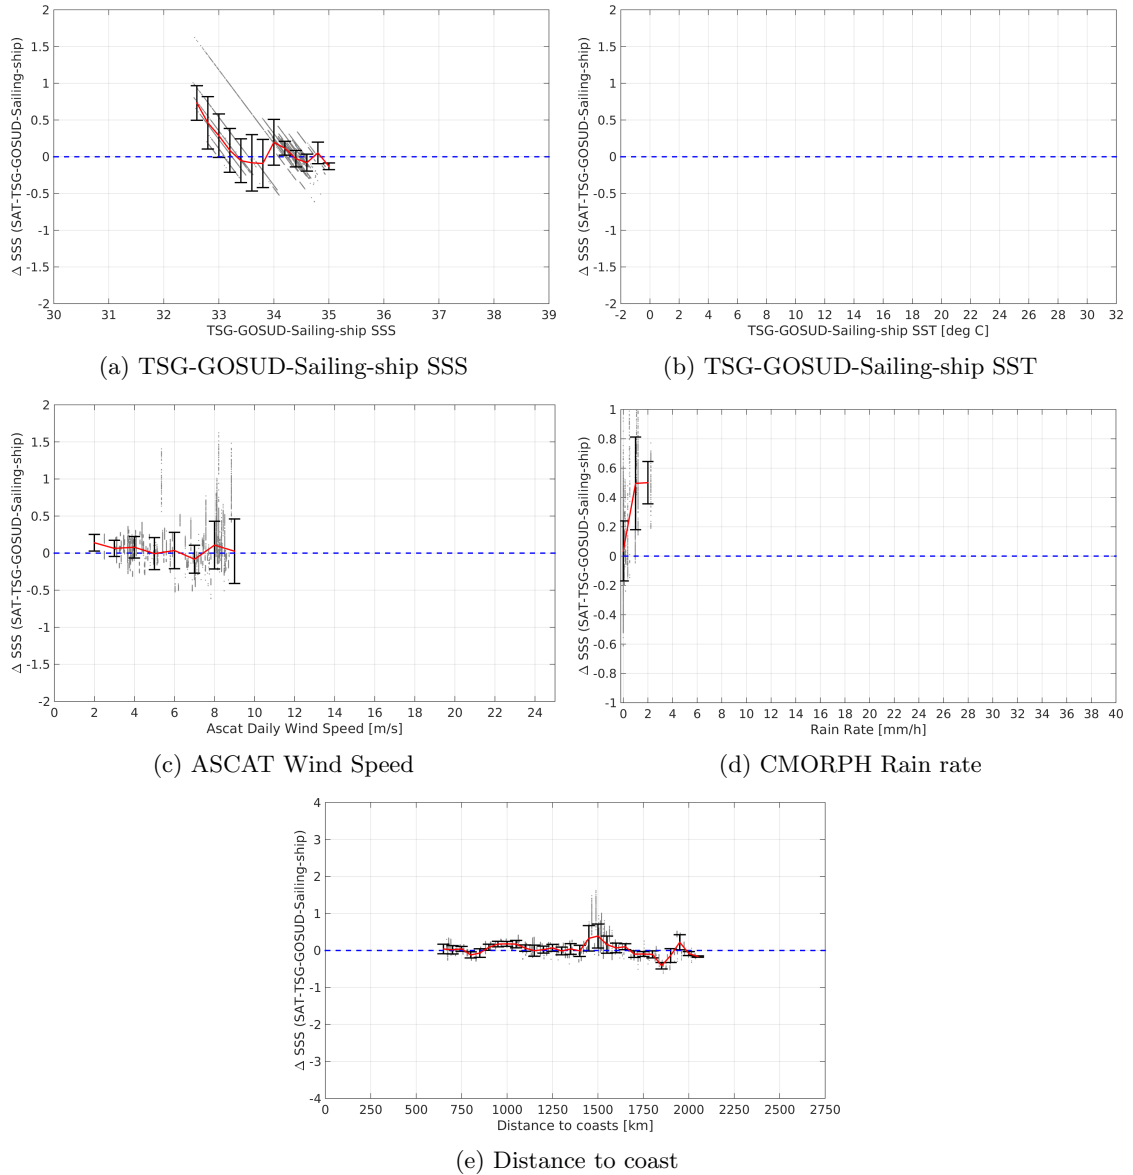 2
1.5
1
0.5
0
-0.5
-1
-1.5
-2
Δ SSS (SAT-TSG-GOSUD-Sailing-ship)
30 31 32 33 34 35 36 37 38 39
TSG-GOSUD-Sailing-ship SSS
(a) TSG-GOSUD-Sailing-ship SSS
2
1.5
1
0.5
0
-0.5
-1
-1.5
-2
Δ SSS (SAT-TSG-GOSUD-Sailing-ship)
-2 0 2 4 6 8 10 12 14 16 18 20 22 24 26 28 30 32
TSG-GOSUD-Sailing-ship SST [deg C]
(b) TSG-GOSUD-Sailing-ship SST
2
1.5
1
0.5
0
-0.5
-1
-1.5
-2
Δ SSS (SAT-TSG-GOSUD-Sailing-ship)
0 2 4 6 8 10 12 14 16 18 20 22 24
Ascat Daily Wind Speed [m/s]
(c) ASCAT Wind Speed
1
0.8
0.6
0.4
0.2
0
-0.2
-0.4
-0.6
-0.8
-1
Δ SSS (SAT-TSG-GOSUD-Sailing-ship)
0 2 4 6 8 10 12 14 16 18 20 22 24 26 28 30 32 34 36 38 40
Rain Rate [mm/h]
(d) CMORPH Rain rate
4
3
2
1
0
-1
-2
-3
-4
Δ SSS (SAT-TSG-GOSUD-Sailing-ship)
0 250 500 750 1000 1250 1500 1750 2000 2250 2500 2750
Distance to coasts [km]
(e) Distance to coast